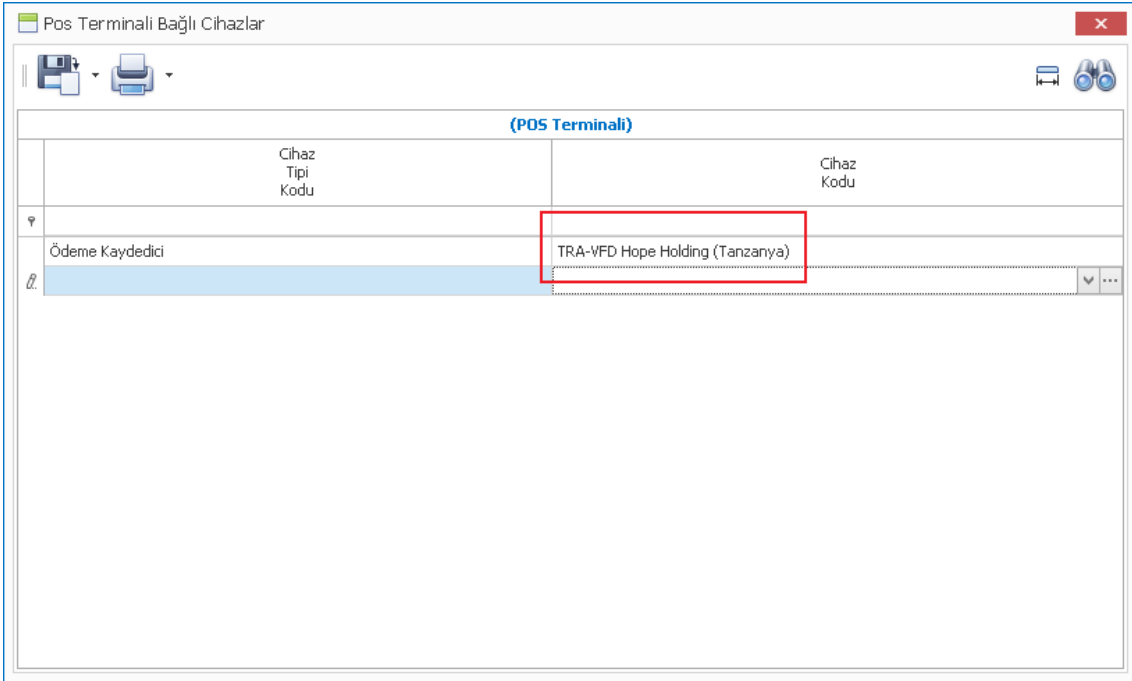 Pos Terminali Bağlı Cihazlar
(POS Terminali)
Cihaz
Tipi
Kodu
Cihaz
Kodu
Ödeme Kaydedici
TRA-VFD Hope Holding (Tanzanya)